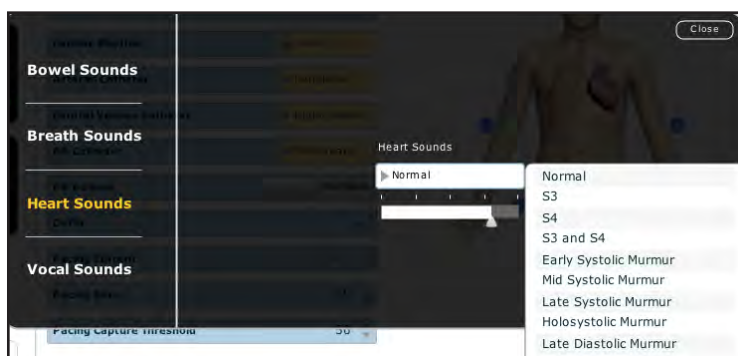 Close
Bowel Sounds
Breath Sounds
Heart Sounds
Vocal Sounds
Heart Sounds
Normal
Normal
S3
S4
S3 and S4
Early Systolic Murmur
Mid Systolic Murmur
Late Systolic Murmur
Holosystolic Murmur
Late Diastolic Murmur
Pacing Capture Threshold 50